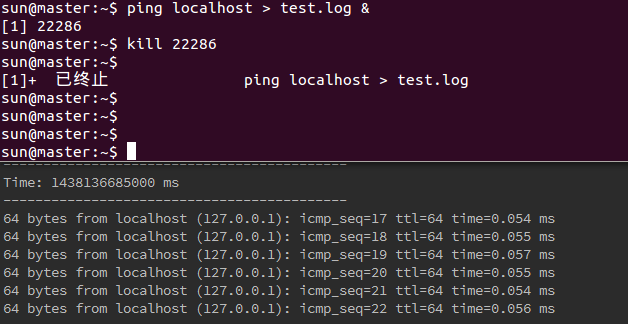 sun@master:~$ ping localhost > test.log &
[1] 22286
sun@master:~$ kill 22286
sun@master:~$
[1]+  已终止               ping localhost > test.log
sun@master:~$
sun@master:~$
sun@master:~$
sun@master:~$
-------------------------------------------
Time: 1438136685000 ms
-------------------------------------------
64 bytes from localhost (127.0.0.1): icmp_seq=17 ttl=64 time=0.054 ms
64 bytes from localhost (127.0.0.1): icmp_seq=18 ttl=64 time=0.055 ms
64 bytes from localhost (127.0.0.1): icmp_seq=19 ttl=64 time=0.057 ms
64 bytes from localhost (127.0.0.1): icmp_seq=20 ttl=64 time=0.055 ms
64 bytes from localhost (127.0.0.1): icmp_seq=21 ttl=64 time=0.054 ms
64 bytes from localhost (127.0.0.1): icmp_seq=22 ttl=64 time=0.056 ms